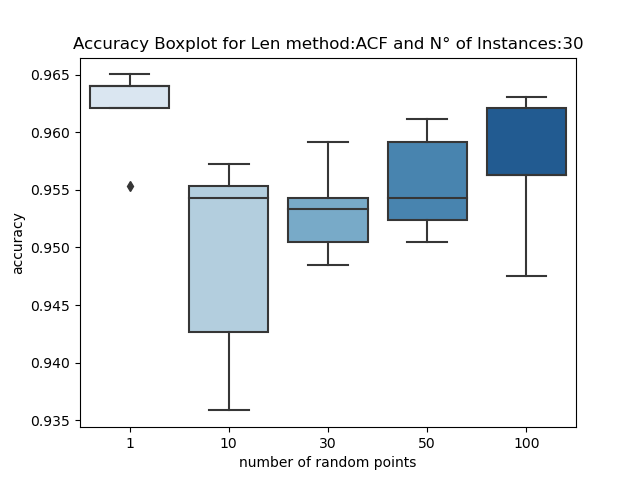 Accuracy Boxplot for Len method:ACF and N° of Instances:30
0.965
0.960
0.955
0.950
0.945
0.940
0.935
accuracy
1 10 30 50 100
number of random points